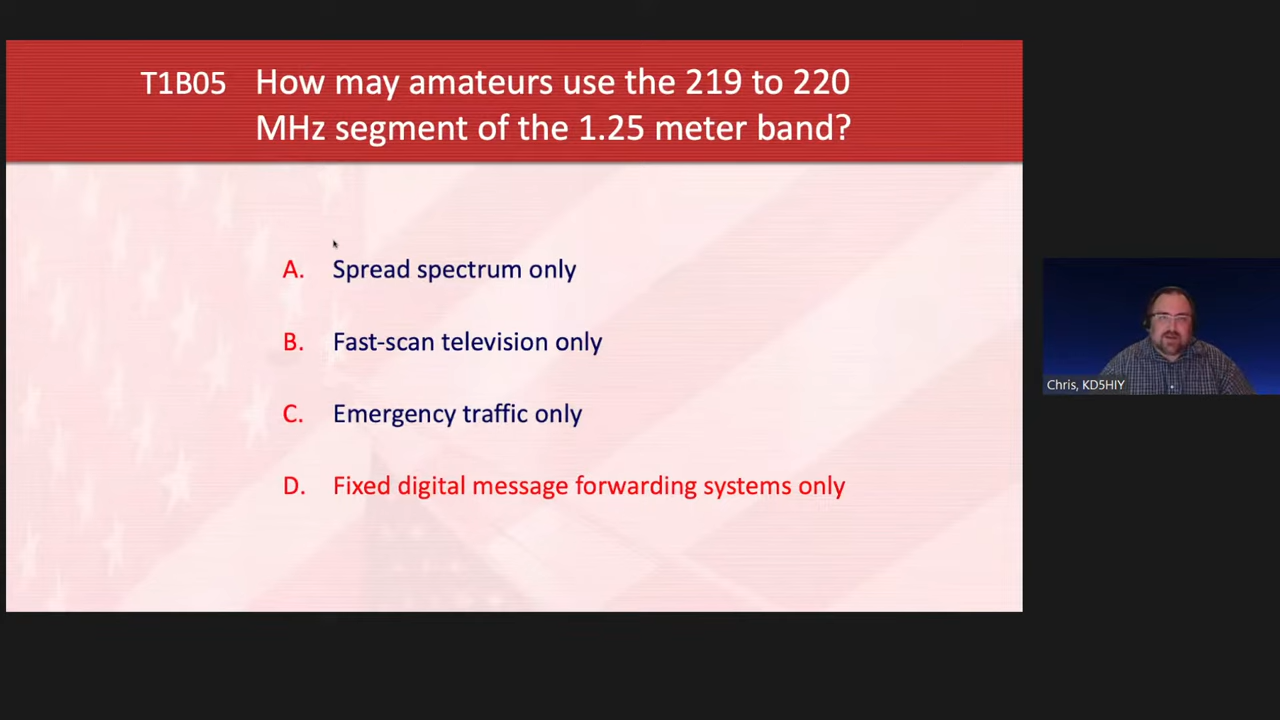 T1B05 How may amateurs use the 219 to 220
MHz segment of the 1.25 meter band?
A. Spread spectrum only
B. Fast-scan television only
C. Emergency traffic only
D. Fixed digital message forwarding systems only
Chris, KD5HIY